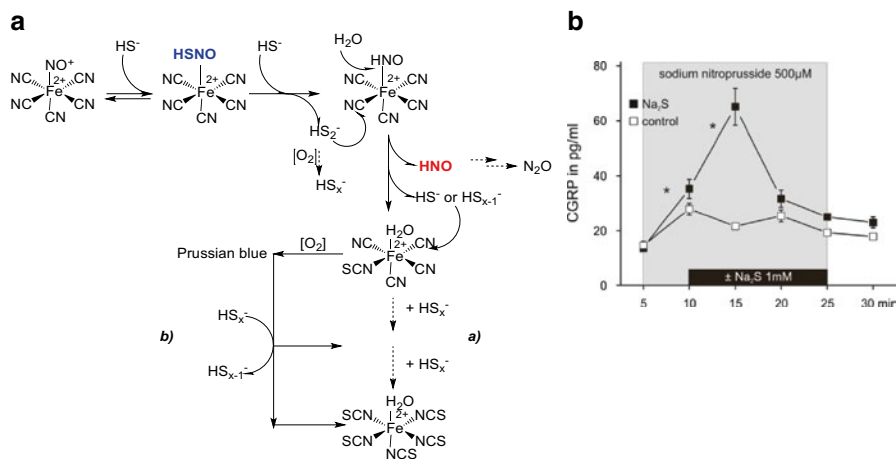 a
NO⁺
2+
NC
CN
Fe
NC
CN
CN
HS⁻
HSNO
2+
NC
CN
Fe
NC
CN
CN
HS⁻
HS₂⁻
[O₂]
HSₓ⁻
H₂O
HNO
2+
NC
CN
Fe
NC
CN
CN
HNO
N₂O
HS⁻ or HSₓ₋₁⁻
H₂O
2+
NC
CN
Fe
SCN
CN
CN
[O₂]
Prussian blue
+ HSₓ⁻
b)
HSₓ⁻
HSₓ₋₁⁻
a)
+ HSₓ⁻
H₂O
2+
SCN
NCS
Fe
SCN
NCS
NCS
b
sodium nitroprusside 500µM
Na₂S
control
CGRP in pg/ml
80
60
40
20
0
*
*
± Na₂S 1mM
5 10 15 20 25 30 min